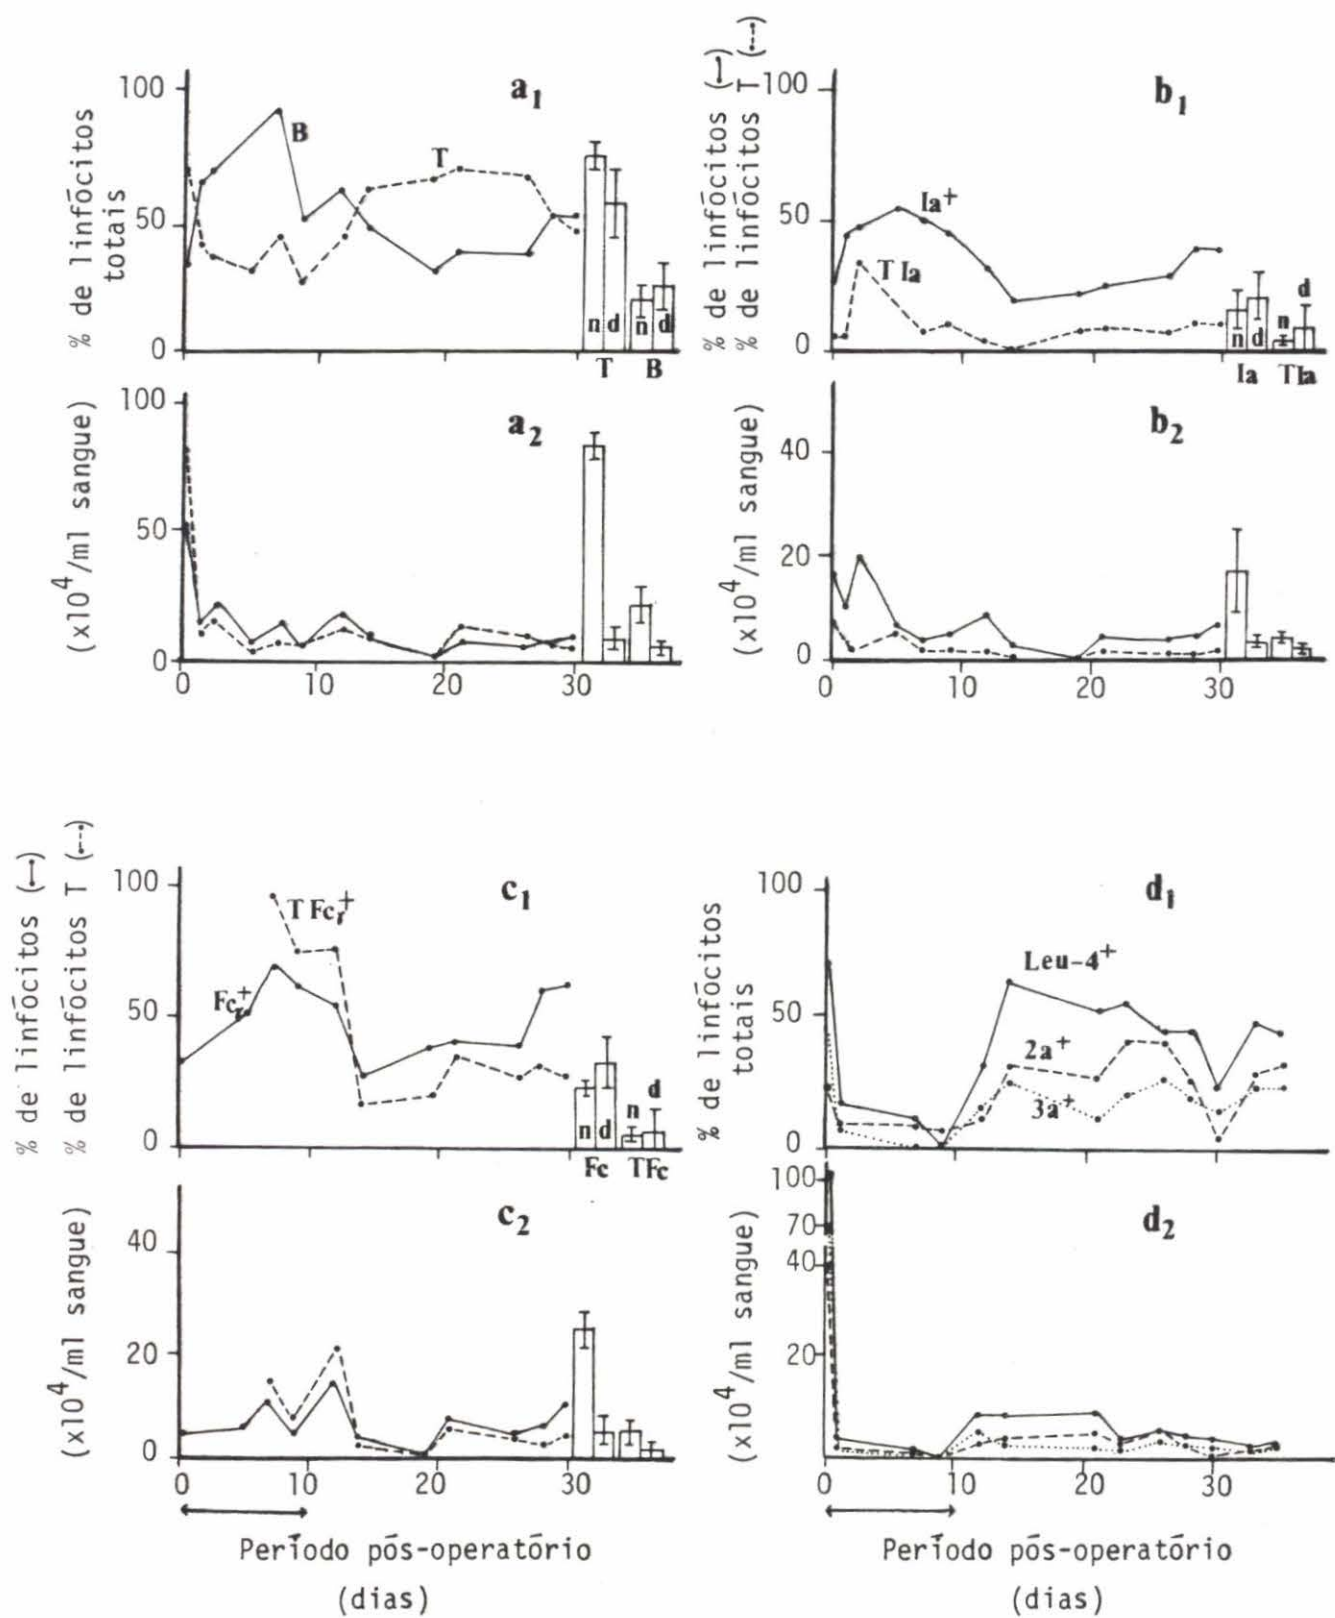 % de linfócitos
totais
100
50
0
a1
B
T
n d n d
T B
% de linfócitos (•—•)
% de linfócitos T (•--•)
100
50
0
b1
Ia+
T Ia
n d n d
Ia TIa
(x10⁴/ml sangue)
100
50
0
a2
0 10 20 30
(x10⁴/ml sangue)
40
20
0
b2
0 10 20 30
% de linfócitos (•—•)
% de linfócitos T (•--•)
100
50
0
c1
T Fcγ+
Fcγ+
n d n d
Fc TFc
% de linfócitos
totais
100
50
0
d1
Leu-4+
2a+
3a+
(x10⁴/ml sangue)
40
20
0
c2
0 10 20 30
Período pós-operatório
(dias)
(x10⁴/ml sangue)
100
70
40
20
d2
0 10 20 30
Período pós-operatório
(dias)